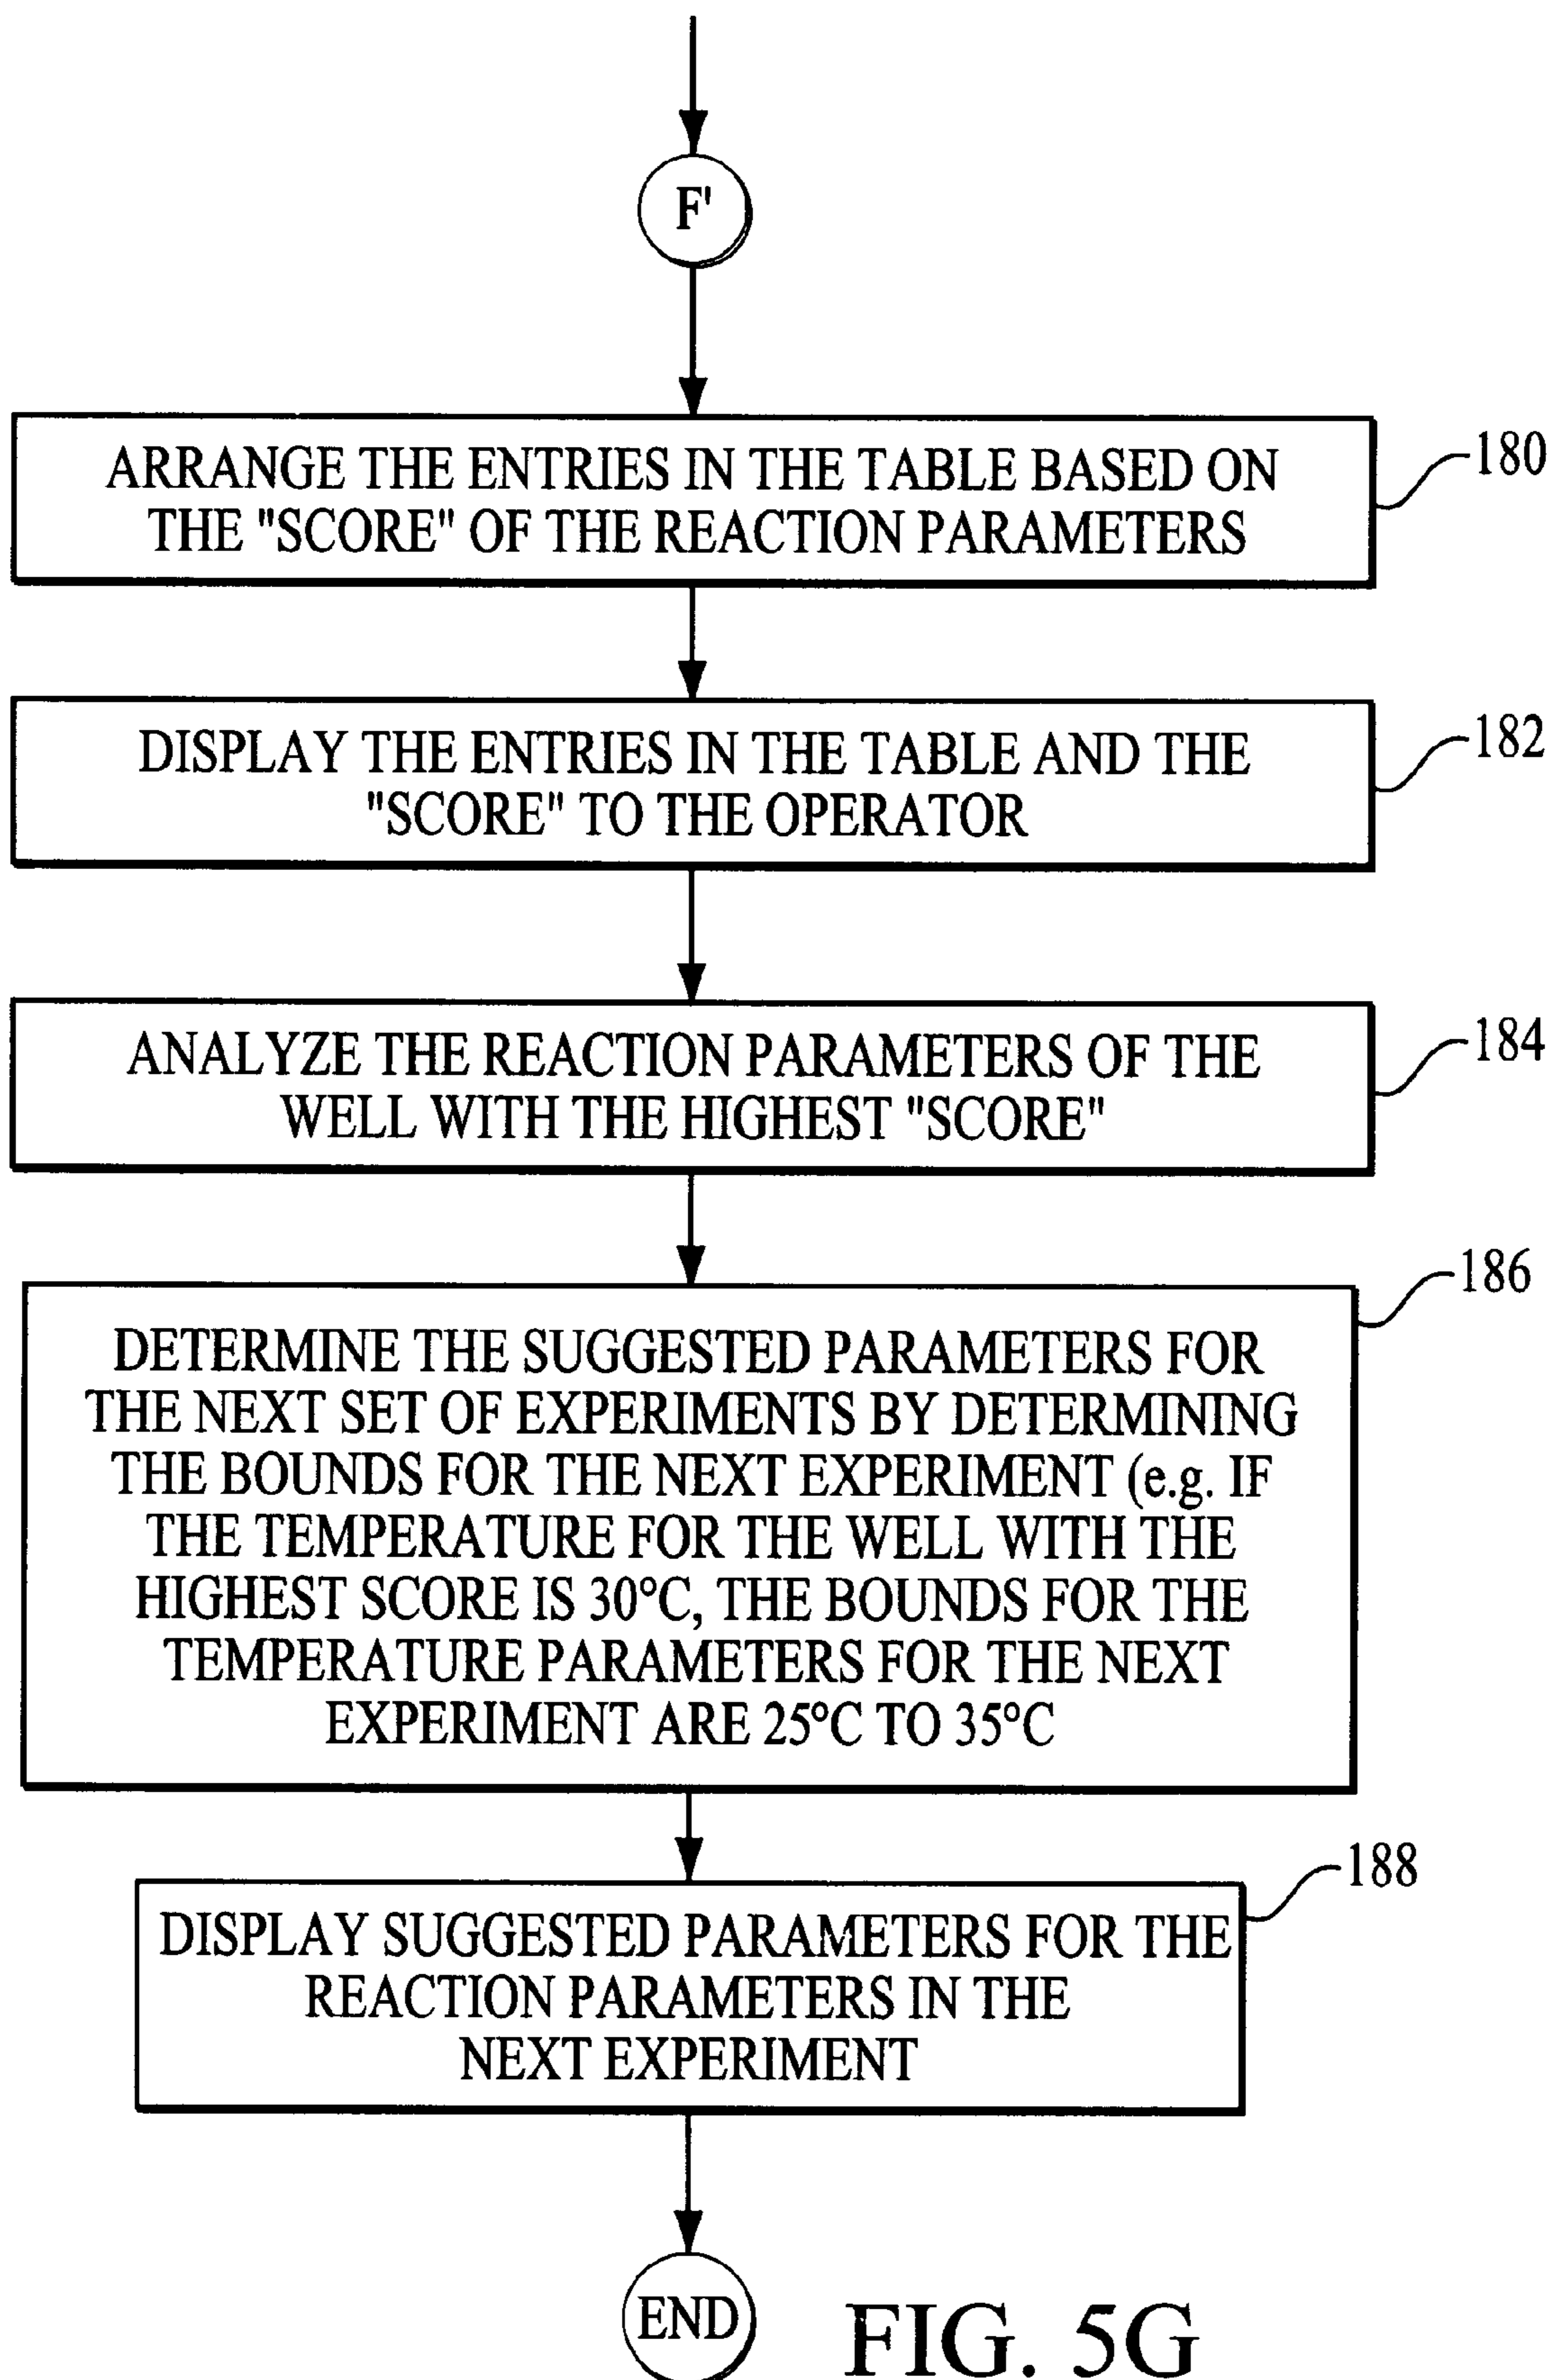 F'
ARRANGE THE ENTRIES IN THE TABLE BASED ON
THE "SCORE" OF THE REACTION PARAMETERS
180
DISPLAY THE ENTRIES IN THE TABLE AND THE
"SCORE" TO THE OPERATOR
182
ANALYZE THE REACTION PARAMETERS OF THE
WELL WITH THE HIGHEST "SCORE"
184
DETERMINE THE SUGGESTED PARAMETERS FOR
THE NEXT SET OF EXPERIMENTS BY DETERMINING
THE BOUNDS FOR THE NEXT EXPERIMENT (e.g. IF
THE TEMPERATURE FOR THE WELL WITH THE
HIGHEST SCORE IS 30°C, THE BOUNDS FOR THE
TEMPERATURE PARAMETERS FOR THE NEXT
EXPERIMENT ARE 25°C TO 35°C
186
DISPLAY SUGGESTED PARAMETERS FOR THE
REACTION PARAMETERS IN THE
NEXT EXPERIMENT
188
END
FIG. 5G